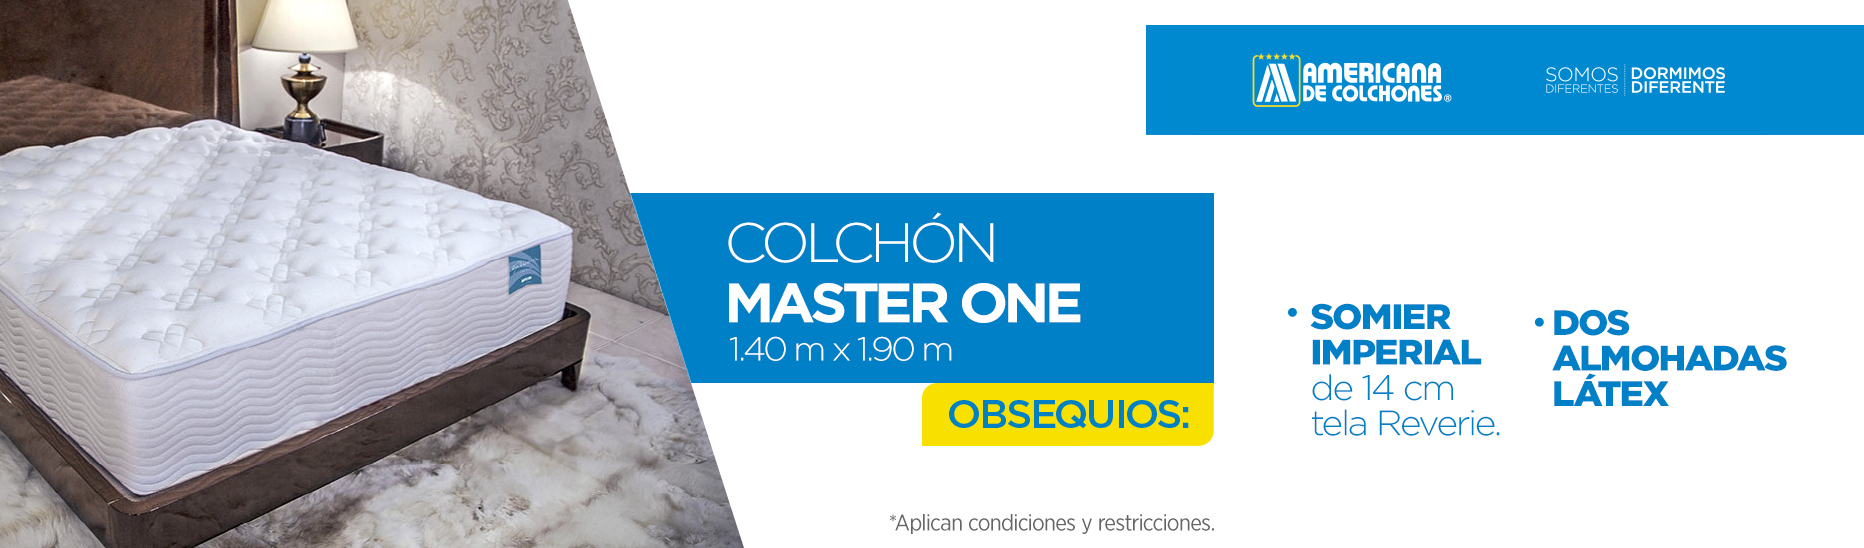 AMERICANA
DE COLCHONES®
SOMOS
DIFERENTES
DORMIMOS
DIFERENTE
COLCHÓN
MASTER ONE
1.40 m x 1.90 m
OBSEQUIOS:
• SOMIER
IMPERIAL
de 14 cm
tela Reverie.
• DOS
ALMOHADAS
LÁTEX
*Aplican condiciones y restricciones.